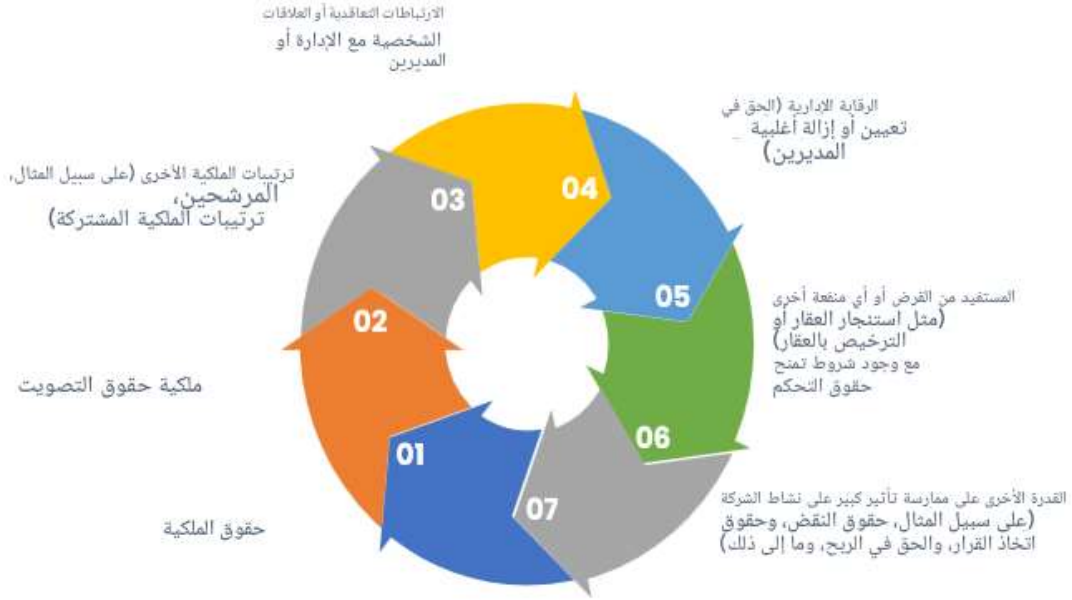 الارتباطات التعاقدية أو العلاقات
الشخصية مع الإدارة أو
المديرين
الرقابة الإدارية (الحق في
تعيين أو إزالة أغلبية
المديرين)
ترتيبات الملكية الأخرى (على سبيل المثال،
المرشحين،
ترتيبات الملكية المشتركة)
03
04
05
المستفيد من القرض أو أي منفعة أخرى
(مثل استئجار العقار أو
الترخيص بالعقار)
مع وجود شروط تمنح
حقوق التحكم
02
ملكية حقوق التصويت
06
01
07
القدرة الأخرى على ممارسة تأثير كبير على نشاط الشركة
(على سبيل المثال، حقوق النقض، وحقوق
اتخاذ القرار، والحق في الربح، وما إلى ذلك)
حقوق الملكية